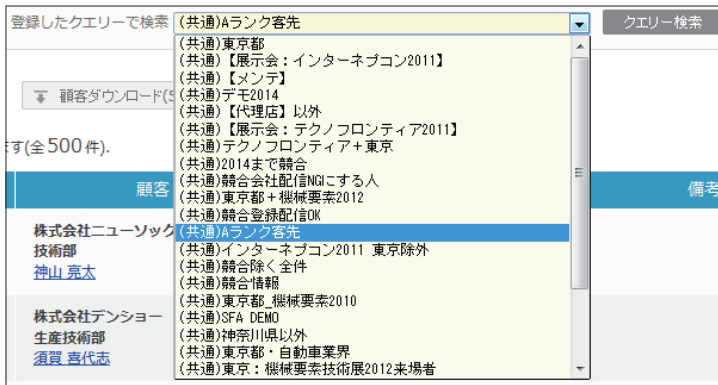 登録したクエリーで検索 (共通)Aランク客先 クエリー検索
(共通)東京都
(共通)【展示会：インターネプコン2011】
(共通)【メンテ】
(共通)デモ2014
(共通)【代理店】以外
(共通)【展示会：テクノフロンティア2011】
(共通)テクノフロンティア＋東京
(共通)2014まで競合
(共通)競合会社配信NGにする人
(共通)東京都＋機械要素2012
(共通)競合登録配信OK
(共通)Aランク客先
(共通)インターネプコン2011 東京除外
(共通)競合除く全件
(共通)競合情報
(共通)東京都_機械要素2010
(共通)SFA DEMO
(共通)神奈川県以外
(共通)東京都・自動車業界
(共通)東京：機械要素技術展2012来場者
顧客ダウンロード(5
ます(全500件).
顧客
備考
株式会社ニューソック
技術部
神山 亮太
株式会社デンショー
生産技術部
須賀 喜代志